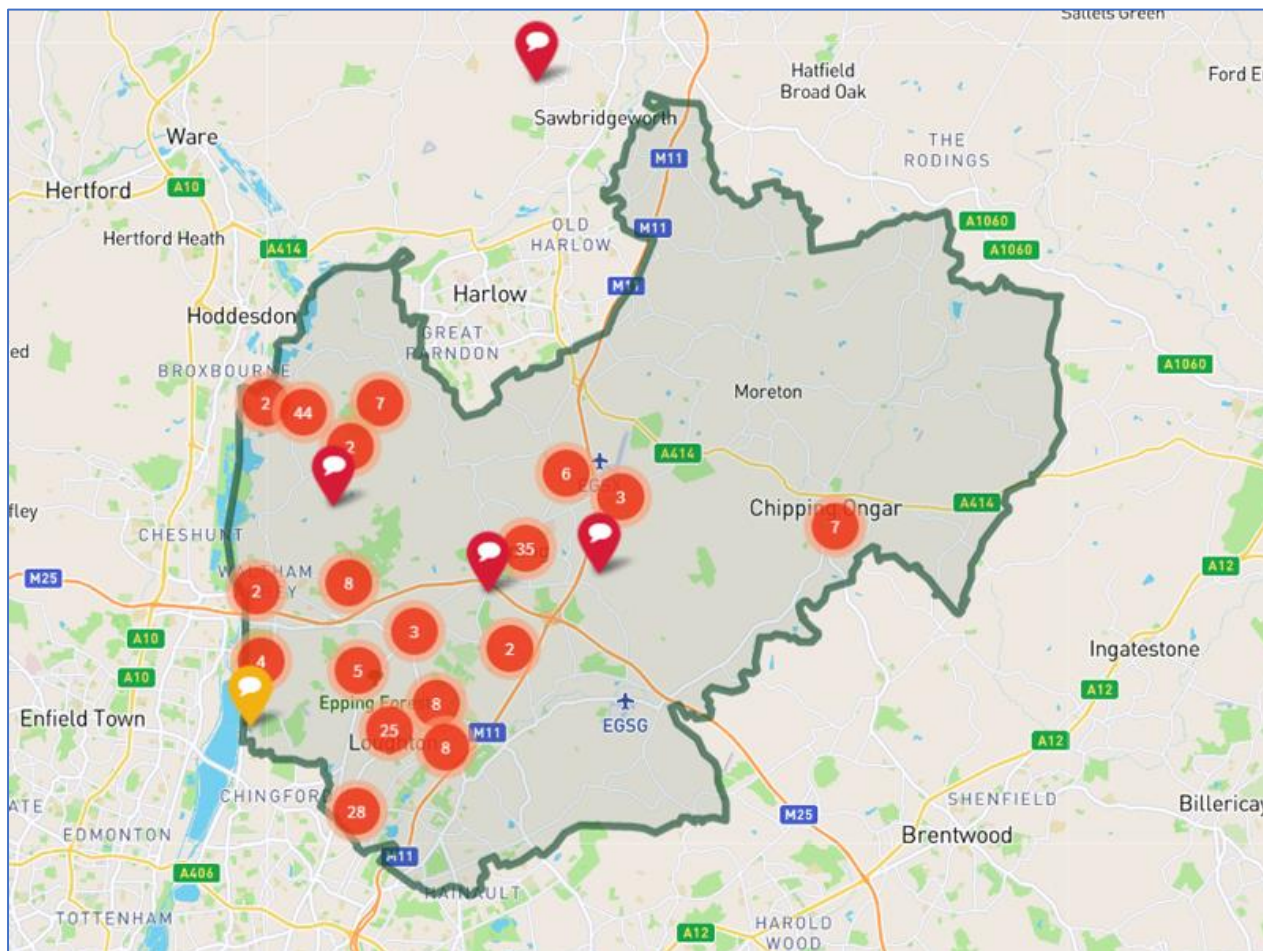 Sallets Green
Hatfield
Broad Oak
Ford E
Sawbridgeworth
Ware
THE
RODINGS
M11
Hertford
A10
A1060
Hertford Heath
A414
OLD
HARLOW
M11
A1060
Harlow
Hoddesdon
GREAT
PARNDON
ed
BROXBOURNE
A1060
Moreton
2
44
7
2
A414
6
3
Chipping Ongar
A414
7
fley
CHESHUNT
35
A12
M25
2
8
3
2
A10
4
5
Ingatestone
A10
Epping Forest
8
A12
Enfield Town
EGSG
25
M11
Loughton
8
A12
CHINGFORD
28
SHENFIELD
Billericay
M25
EDMONTON
Brentwood
M11
A406
HAINAULT
TOTTENHAM
A12
HAROLD
WOOD